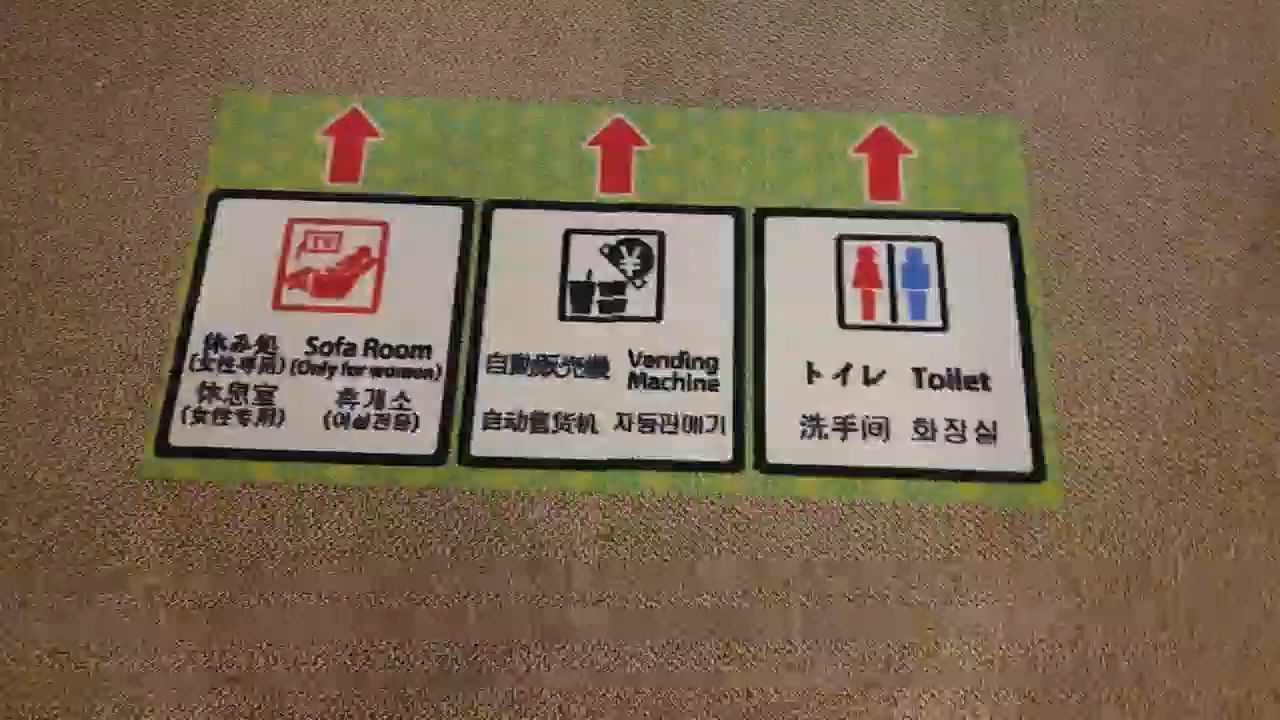 TV
休み処 Sofa Room
(女性専用) (Only for women)
休息室 휴게소
(女性专用) (여성전용)
¥
自動販売機 Vending Machine
自动售货机 자동판매기
トイレ Toilet
洗手间 화장실